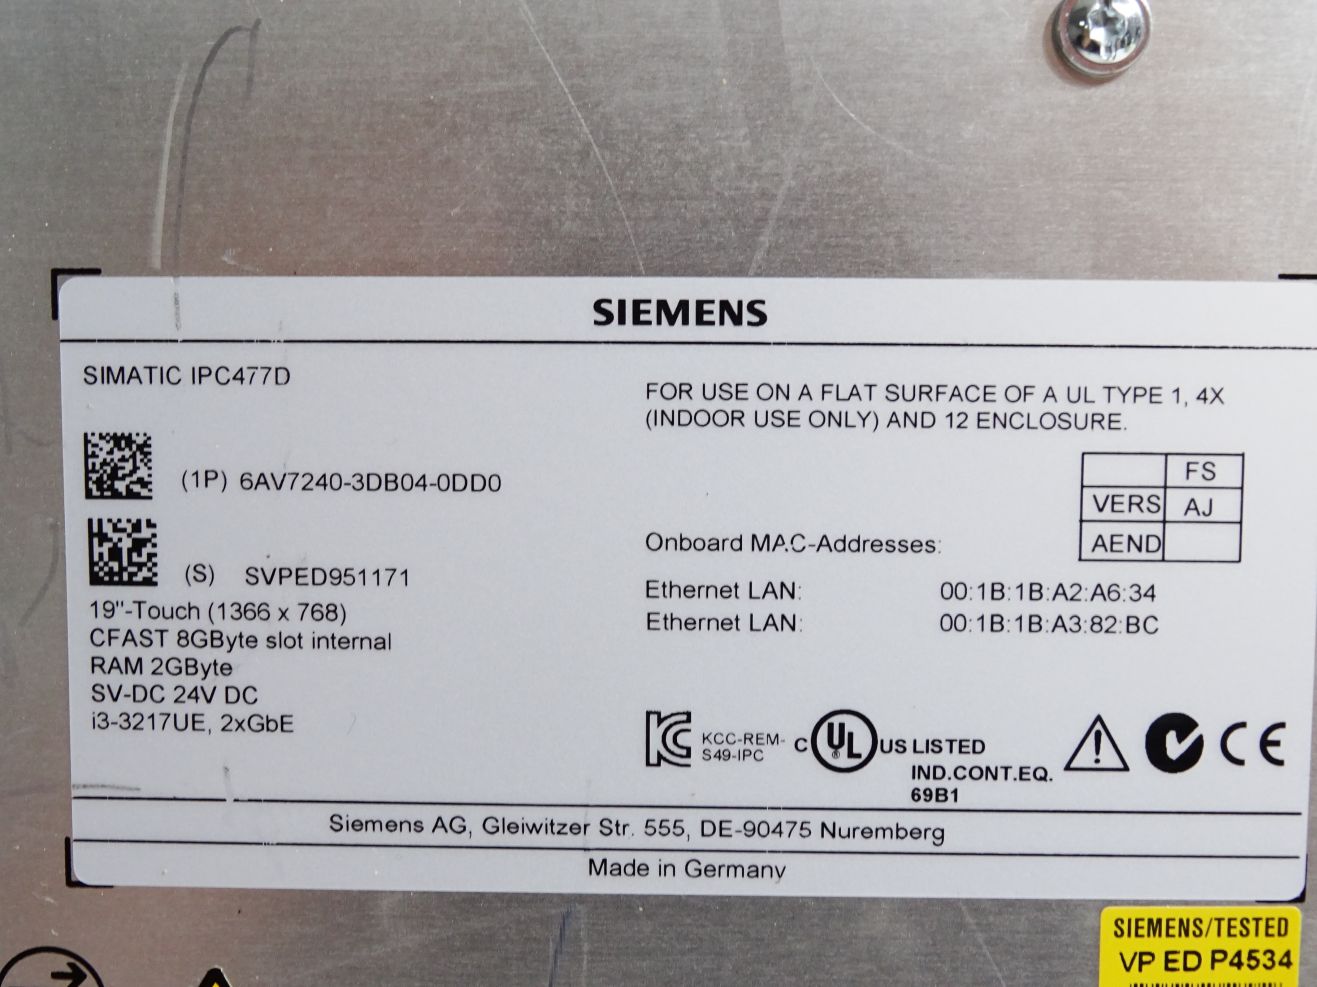 SIEMENS
SIMATIC IPC477D
(1P) 6AV7240-3DB04-0DD0
(S) SVPED951171
19"-Touch (1366 x 768)
CFAST 8GByte slot internal
RAM 2GByte
SV-DC 24V DC
i3-3217UE, 2xGbE
FOR USE ON A FLAT SURFACE OF A UL TYPE 1, 4X
(INDOOR USE ONLY) AND 12 ENCLOSURE.
FS
VERS AJ
AEND
Onboard MAC-Addresses:
Ethernet LAN: 00:1B:1B:A2:A6:34
Ethernet LAN: 00:1B:1B:A3:82:BC
KCC-REM-
S49-IPC
C UL ® US LISTED
IND.CONT.EQ.
69B1
CE
Siemens AG, Gleiwitzer Str. 555, DE-90475 Nuremberg
Made in Germany
SIEMENS/TESTED
VP ED P4534